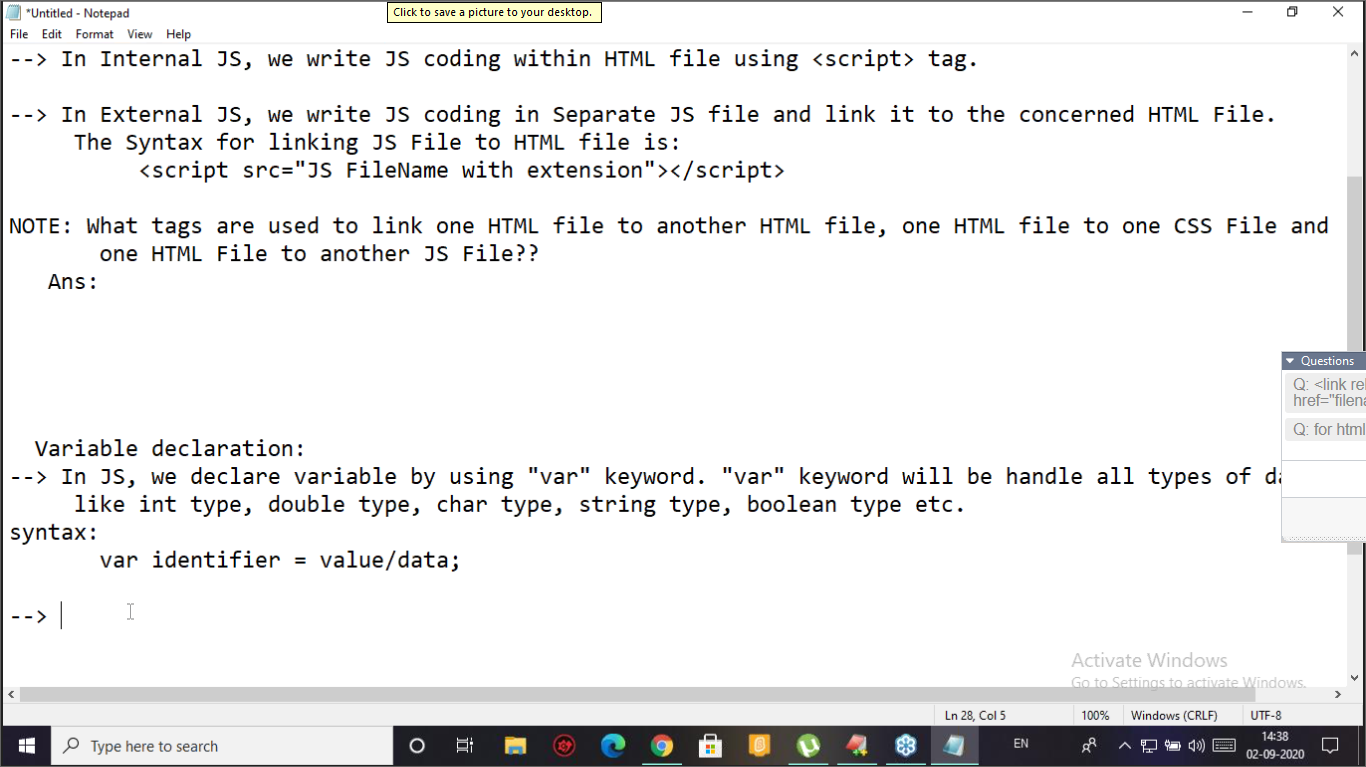 *Untitled - Notepad
Click to save a picture to your desktop.
File Edit Format View Help
--> In Internal JS, we write JS coding within HTML file using <script> tag.
--> In External JS, we write JS coding in Separate JS file and link it to the concerned HTML File.
The Syntax for linking JS File to HTML file is:
<script src="JS FileName with extension"></script>
NOTE: What tags are used to link one HTML file to another HTML file, one HTML file to one CSS File and
one HTML File to another JS File??
Ans:
Questions
Q: <link rel
href="filena
Q: for html
Variable declaration:
--> In JS, we declare variable by using "var" keyword. "var" keyword will be handle all types of da
like int type, double type, char type, string type, boolean type etc.
syntax:
var identifier = value/data;
-->
Activate Windows
Go to Settings to activate Windows.
Ln 28, Col 5 100% Windows (CRLF) UTF-8
Type here to search
EN
14:38
02-09-2020